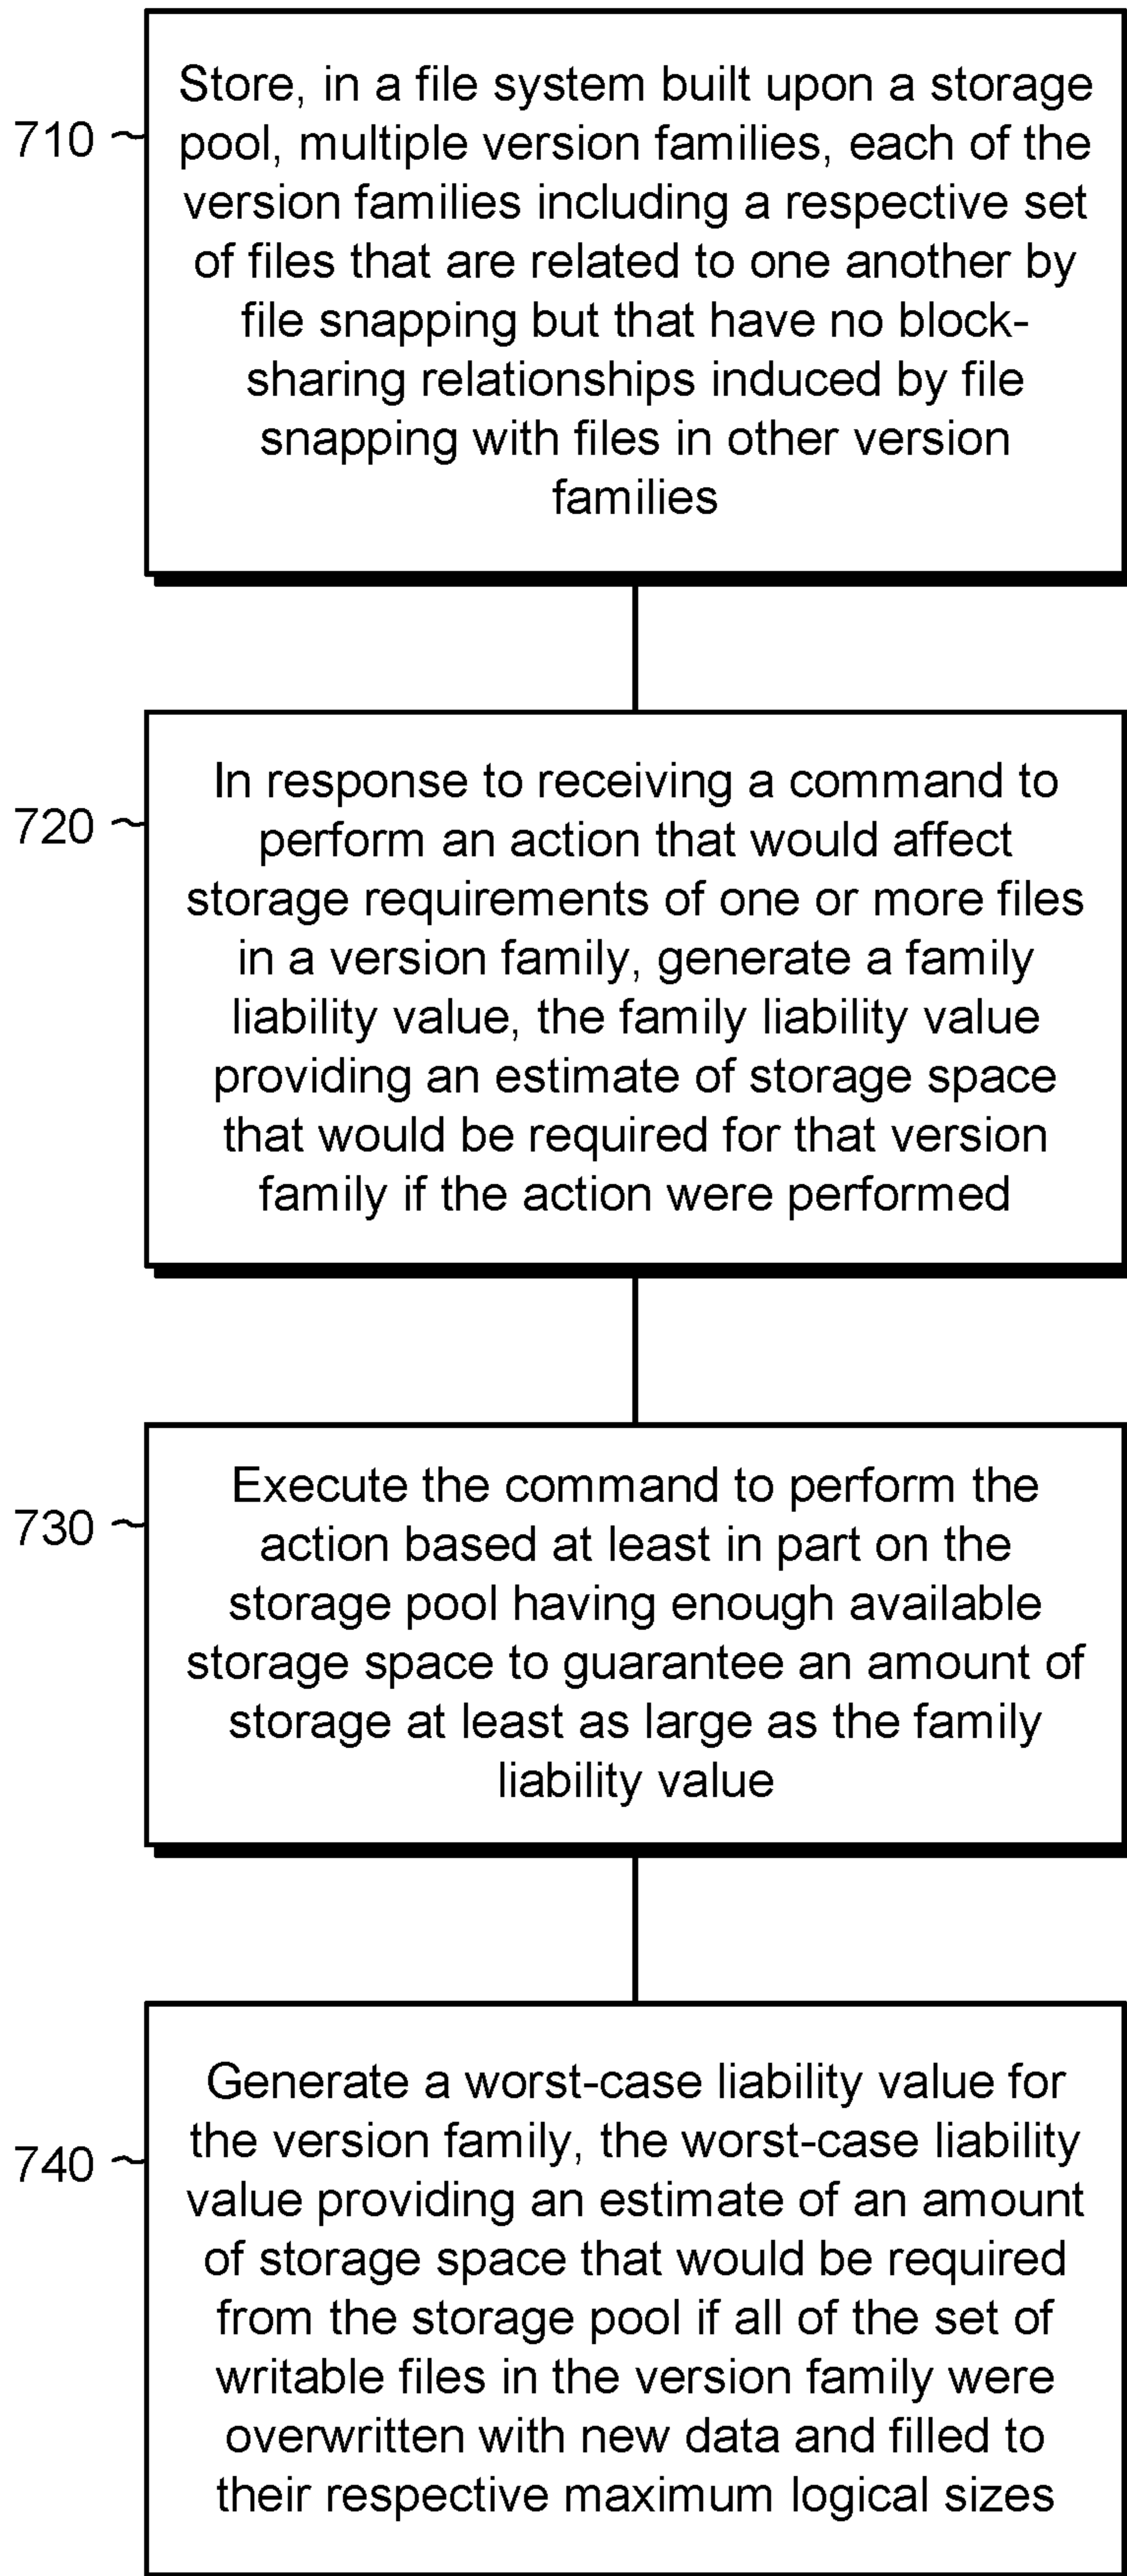 Store, in a file system built upon a storage
710 ~ pool, multiple version families, each of the
version families including a respective set
of files that are related to one another by
file snapping but that have no block-
sharing relationships induced by file
snapping with files in other version
families
In response to receiving a command to
720 ~ perform an action that would affect
storage requirements of one or more files
in a version family, generate a family
liability value, the family liability value
providing an estimate of storage space
that would be required for that version
family if the action were performed
Execute the command to perform the
730 ~ action based at least in part on the
storage pool having enough available
storage space to guarantee an amount of
storage at least as large as the family
liability value
Generate a worst-case liability value for
740 ~ the version family, the worst-case liability
value providing an estimate of an amount
of storage space that would be required
from the storage pool if all of the set of
writable files in the version family were
overwritten with new data and filled to
their respective maximum logical sizes